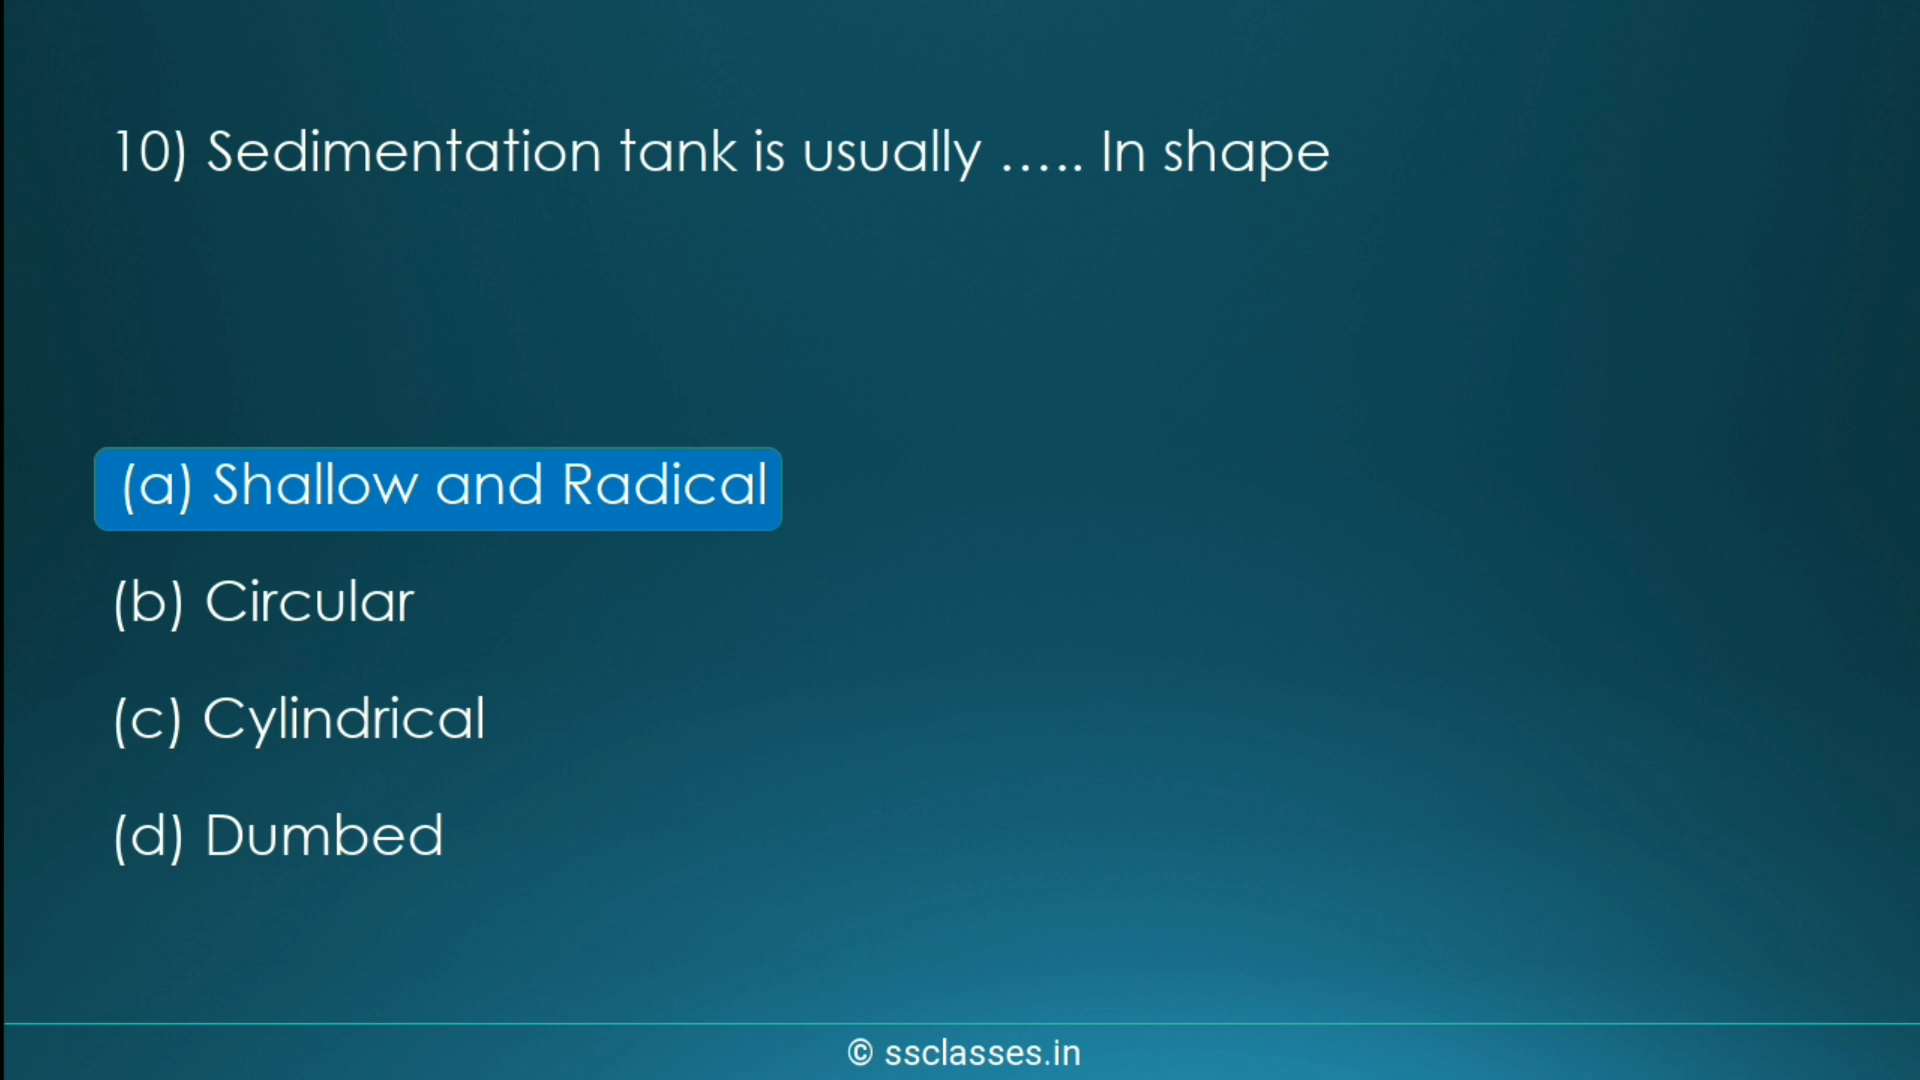 10) Sedimentation tank is usually ..... In shape
(a) Shallow and Radical
(b) Circular
(c) Cylindrical
(d) Dumbed
© ssclasses.in